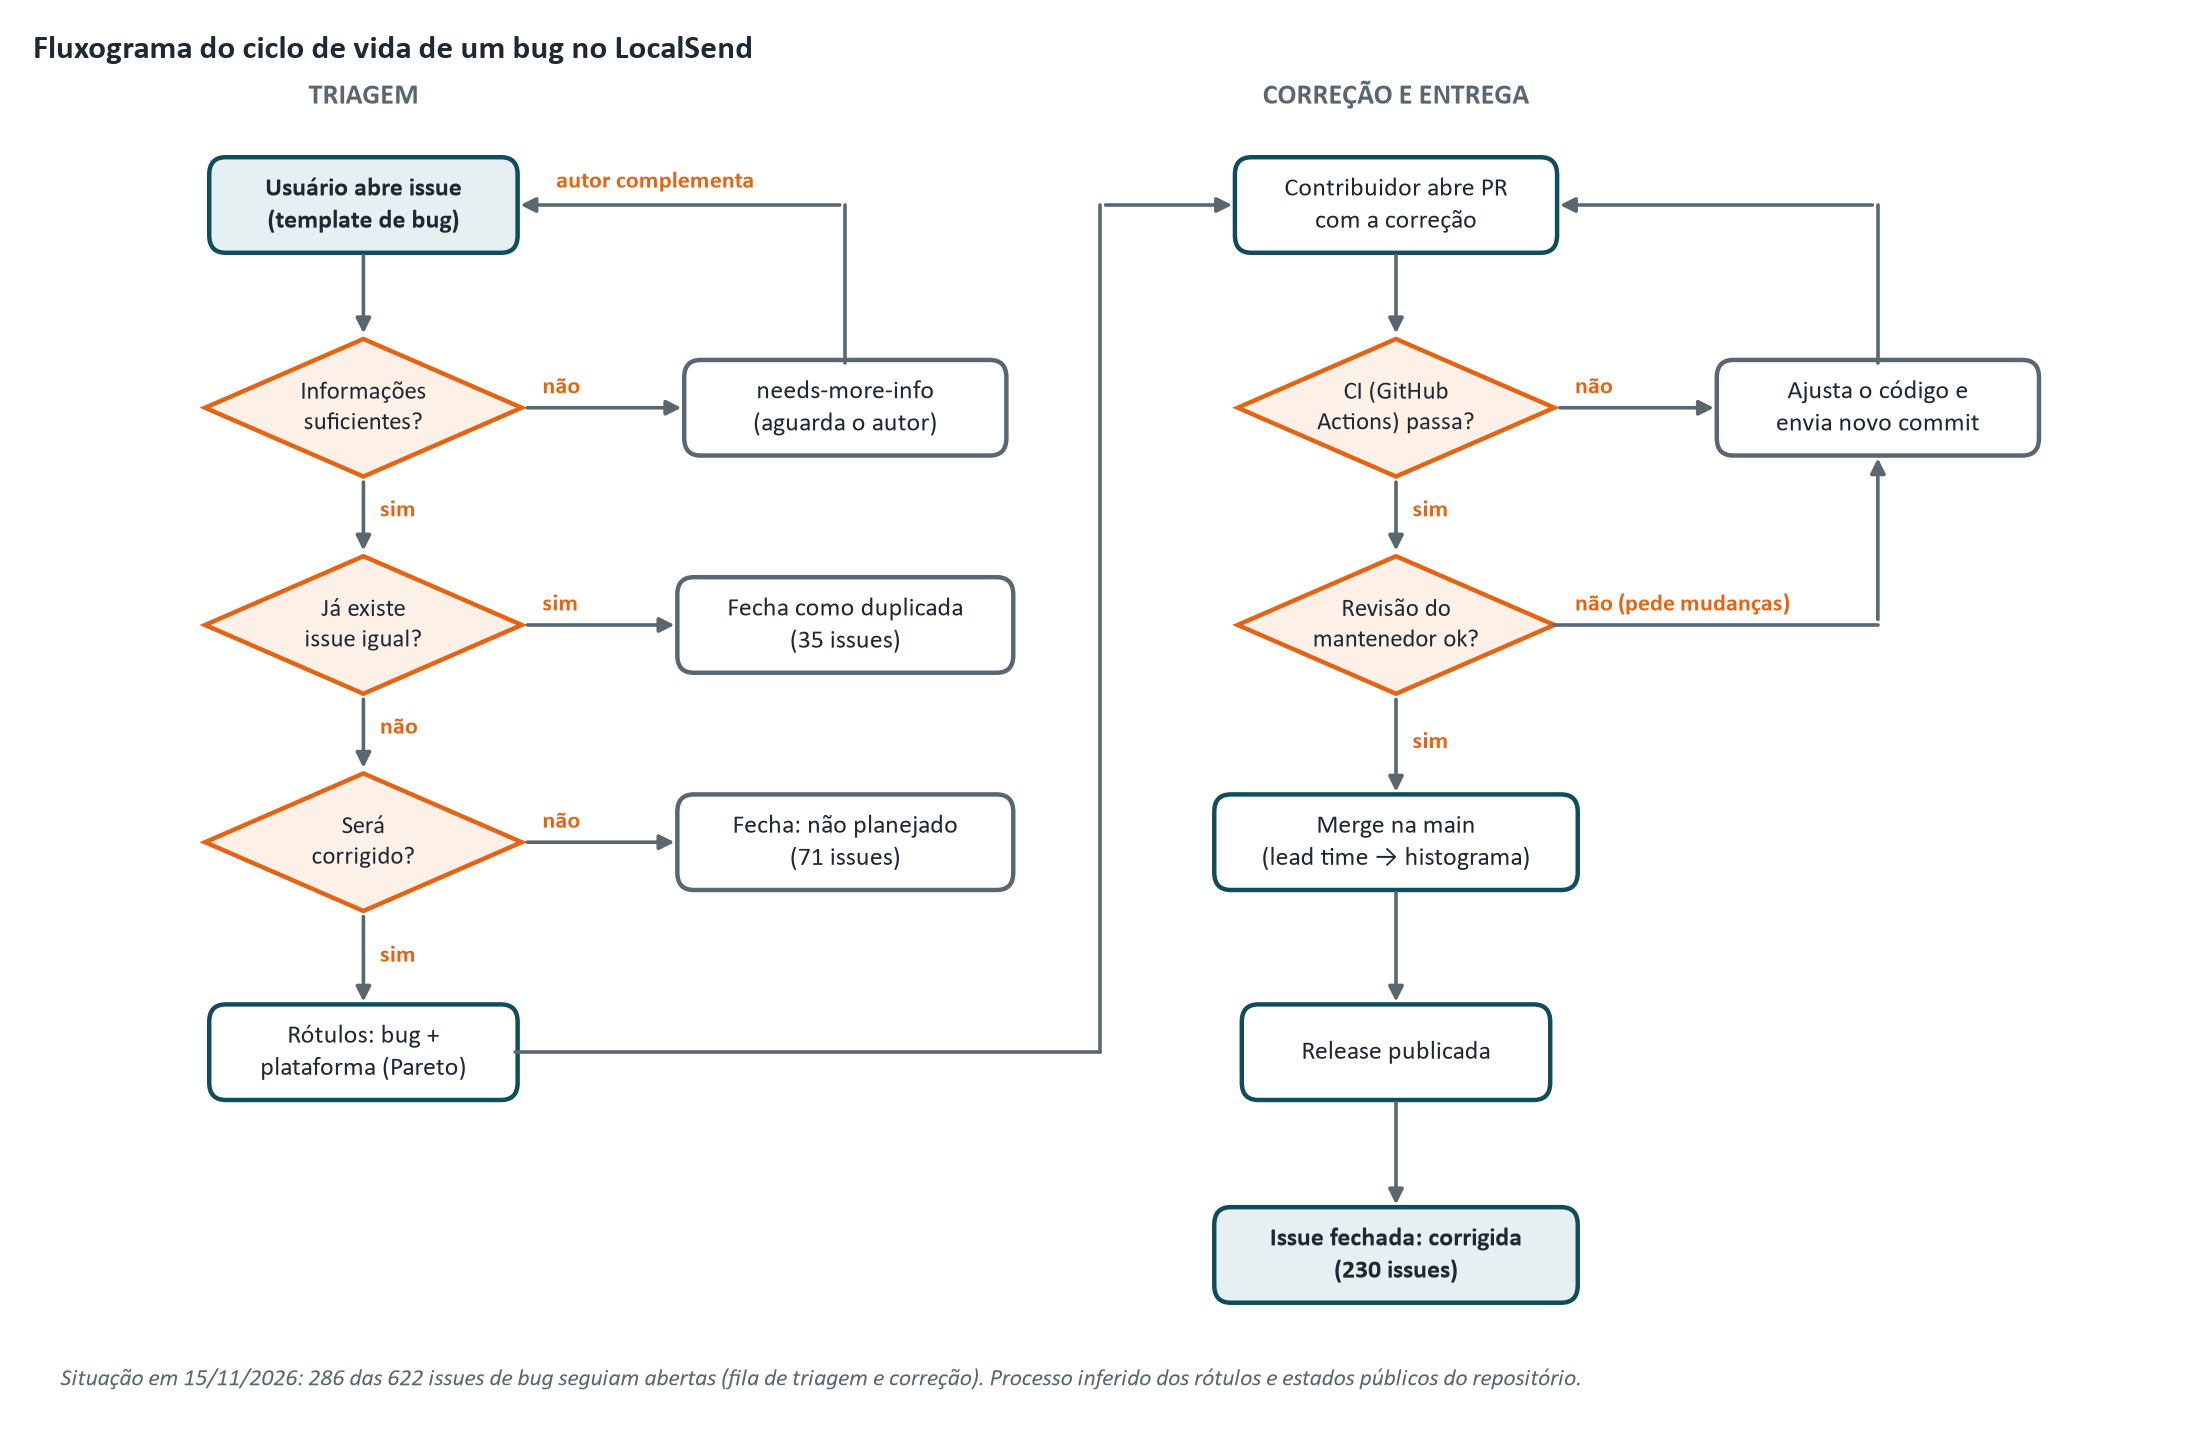 Fluxograma do ciclo de vida de um bug no LocalSend
TRIAGEM
Usuário abre issue
(template de bug)
autor complementa
Informações
suficientes?
não
needs-more-info
(aguarda o autor)
sim
Já existe
issue igual?
sim
Fecha como duplicada
(35 issues)
não
Será
corrigido?
não
Fecha: não planejado
(71 issues)
sim
Rótulos: bug +
plataforma (Pareto)
CORREÇÃO E ENTREGA
Contribuidor abre PR
com a correção
CI (GitHub
Actions) passa?
não
Ajusta o código e
envia novo commit
sim
Revisão do
mantenedor ok?
não (pede mudanças)
sim
Merge na main
(lead time → histograma)
Release publicada
Issue fechada: corrigida
(230 issues)
Situação em 15/11/2026: 286 das 622 issues de bug seguiam abertas (fila de triagem e correção). Processo inferido dos rótulos e estados públicos do repositório.